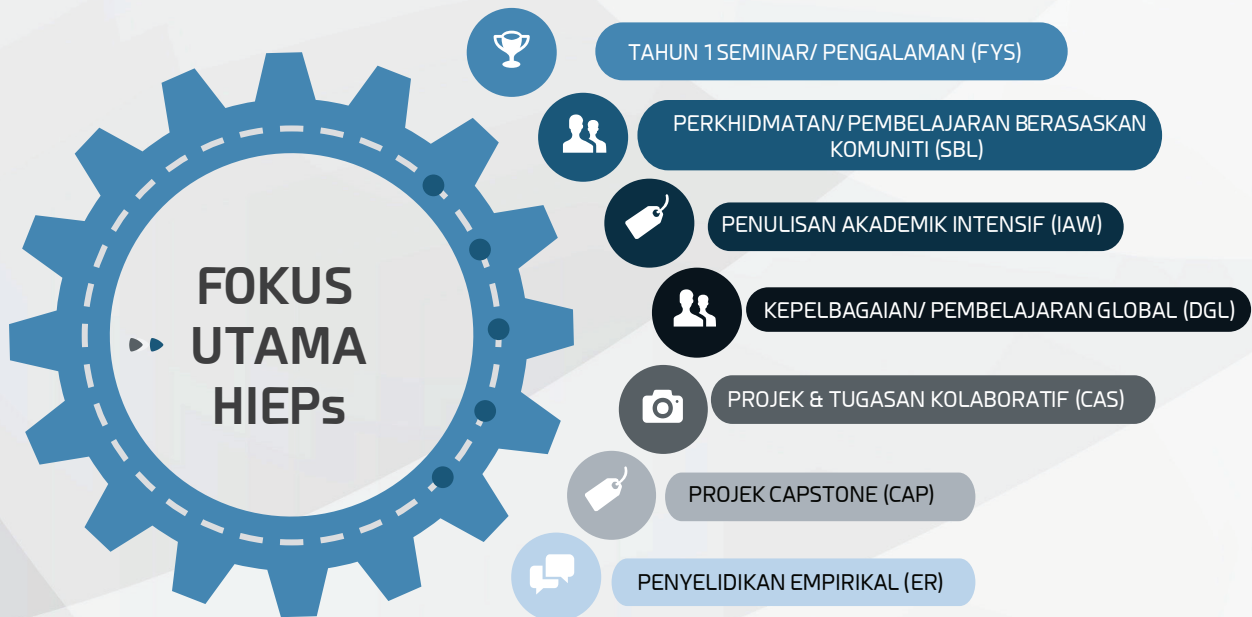 FOKUS
UTAMA
HIEPs
TAHUN 1 SEMINAR/ PENGALAMAN (FYS)
PERKHIDMATAN/ PEMBELAJARAN BERASASKAN
KOMUNITI (SBL)
PENULISAN AKADEMIK INTENSIF (IAW)
KEPELBAGAIAN/ PEMBELAJARAN GLOBAL (DGL)
PROJEK & TUGASAN KOLABORATIF (CAS)
PROJEK CAPSTONE (CAP)
PENYELIDIKAN EMPIRIKAL (ER)